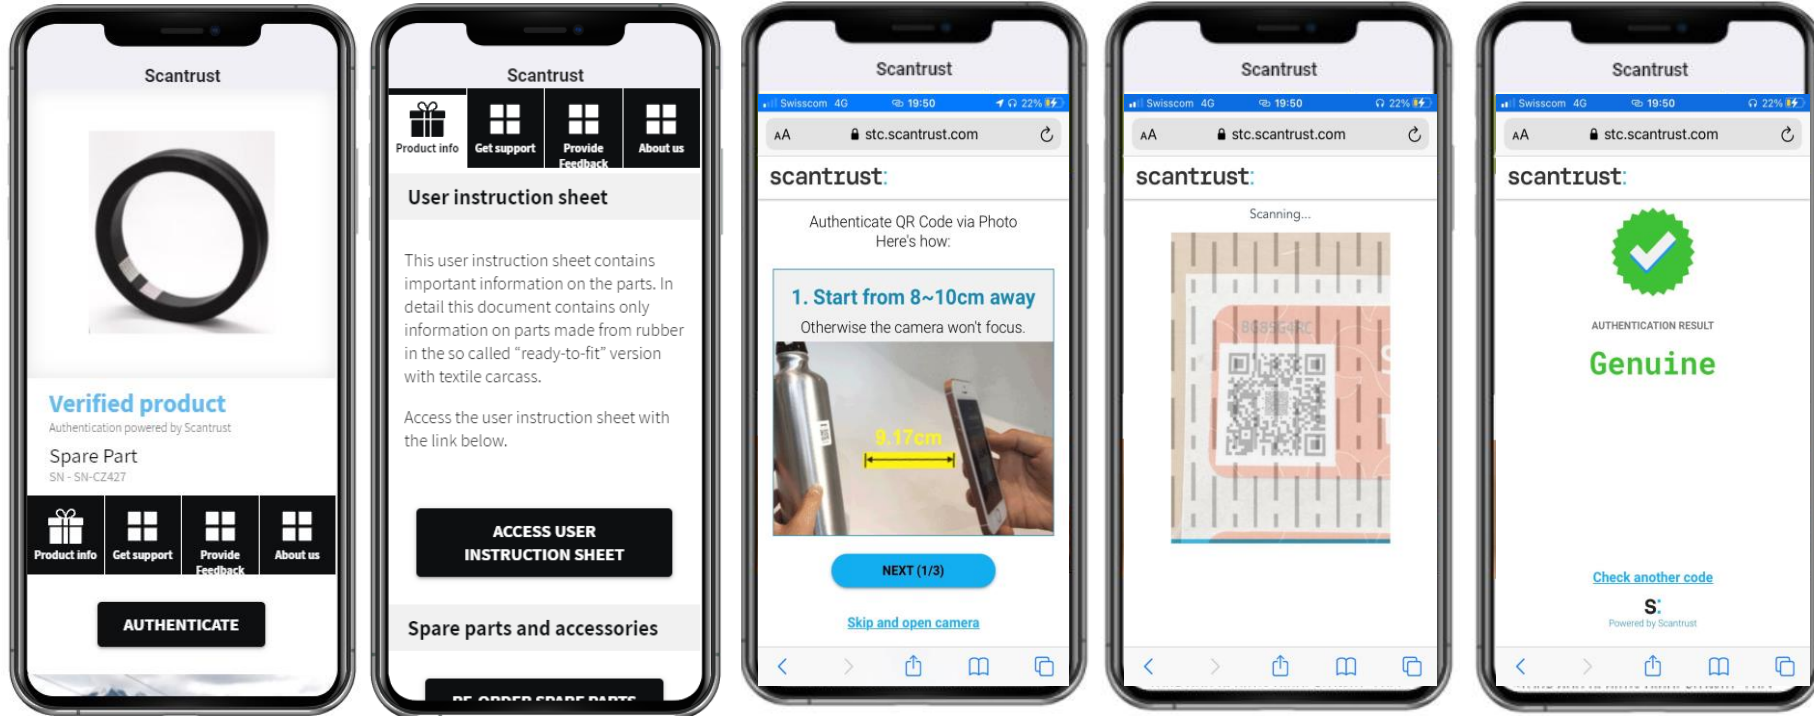 Scantrust
Verified product
Authentication powered by Scantrust
Spare Part
SN - SN-CZ427
Product info
Get support
Provide
Feedback
About us
AUTHENTICATE
Scantrust
Product info
Get support
Provide
Feedback
About us
User instruction sheet
This user instruction sheet contains
important information on the parts. In
detail this document contains only
information on parts made from rubber
in the so called “ready-to-fit” version
with textile carcass.
Access the user instruction sheet with
the link below.
ACCESS USER
INSTRUCTION SHEET
Spare parts and accessories
RE-ORDER SPARE PARTS
Scantrust
Swisscom 4G 19:50 22%
AA stc.scantrust.com
scantrust:
Authenticate QR Code via Photo
Here's how:
1. Start from 8~10cm away
Otherwise the camera won't focus.
9.17cm
NEXT (1/3)
Skip and open camera
Scantrust
Swisscom 4G 19:50 22%
AA stc.scantrust.com
scantrust:
Scanning...
Scantrust
Swisscom 4G 19:50 22%
AA stc.scantrust.com
scantrust:
AUTHENTICATION RESULT
Genuine
Check another code
s:
Powered by Scantrust